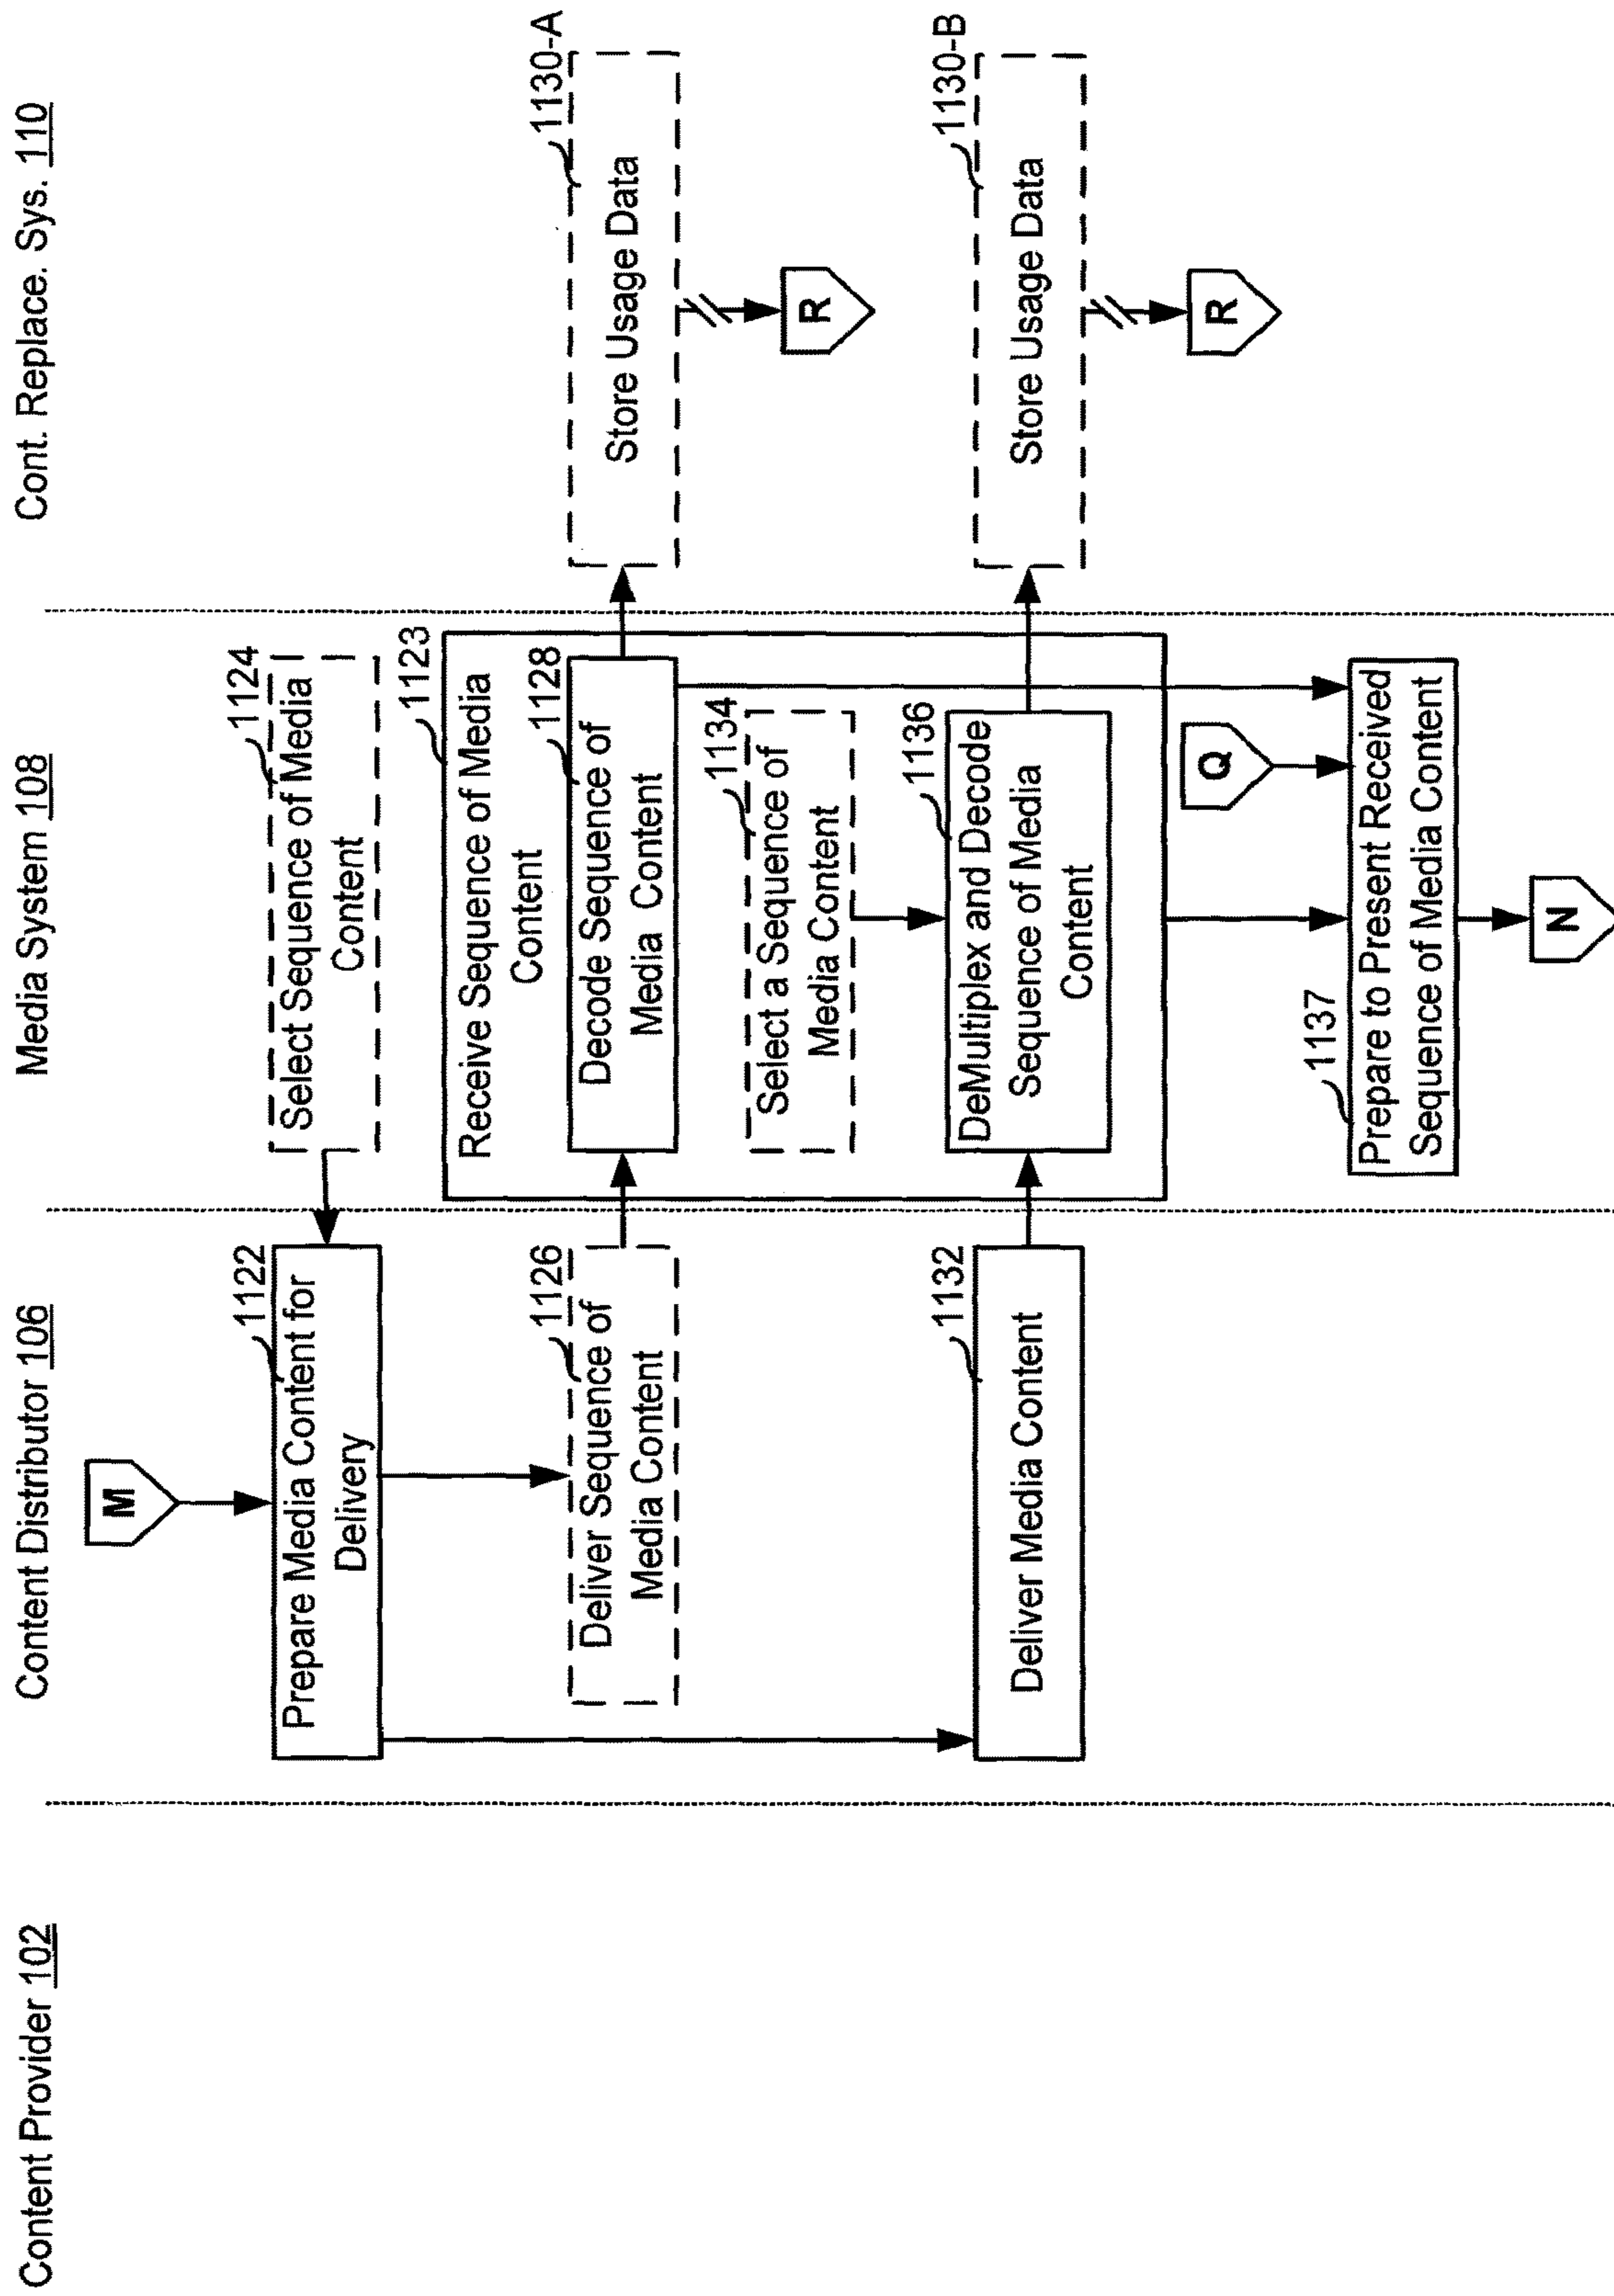 Content Provider 102
Content Distributor 106
Media System 108
Cont. Replace. Sys. 110
M
1122
Prepare Media Content for
Delivery
1124
Select Sequence of Media
Content
1123
Receive Sequence of Media
Content
1126
Deliver Sequence of
Media Content
1128
Decode Sequence of
Media Content
1130-A
Store Usage Data
R
1134
Select a Sequence of
Media Content
1132
Deliver Media Content
1136
DeMultiplex and Decode
Sequence of Media
Content
1130-B
Store Usage Data
R
Q
1137
Prepare to Present Received
Sequence of Media Content
N